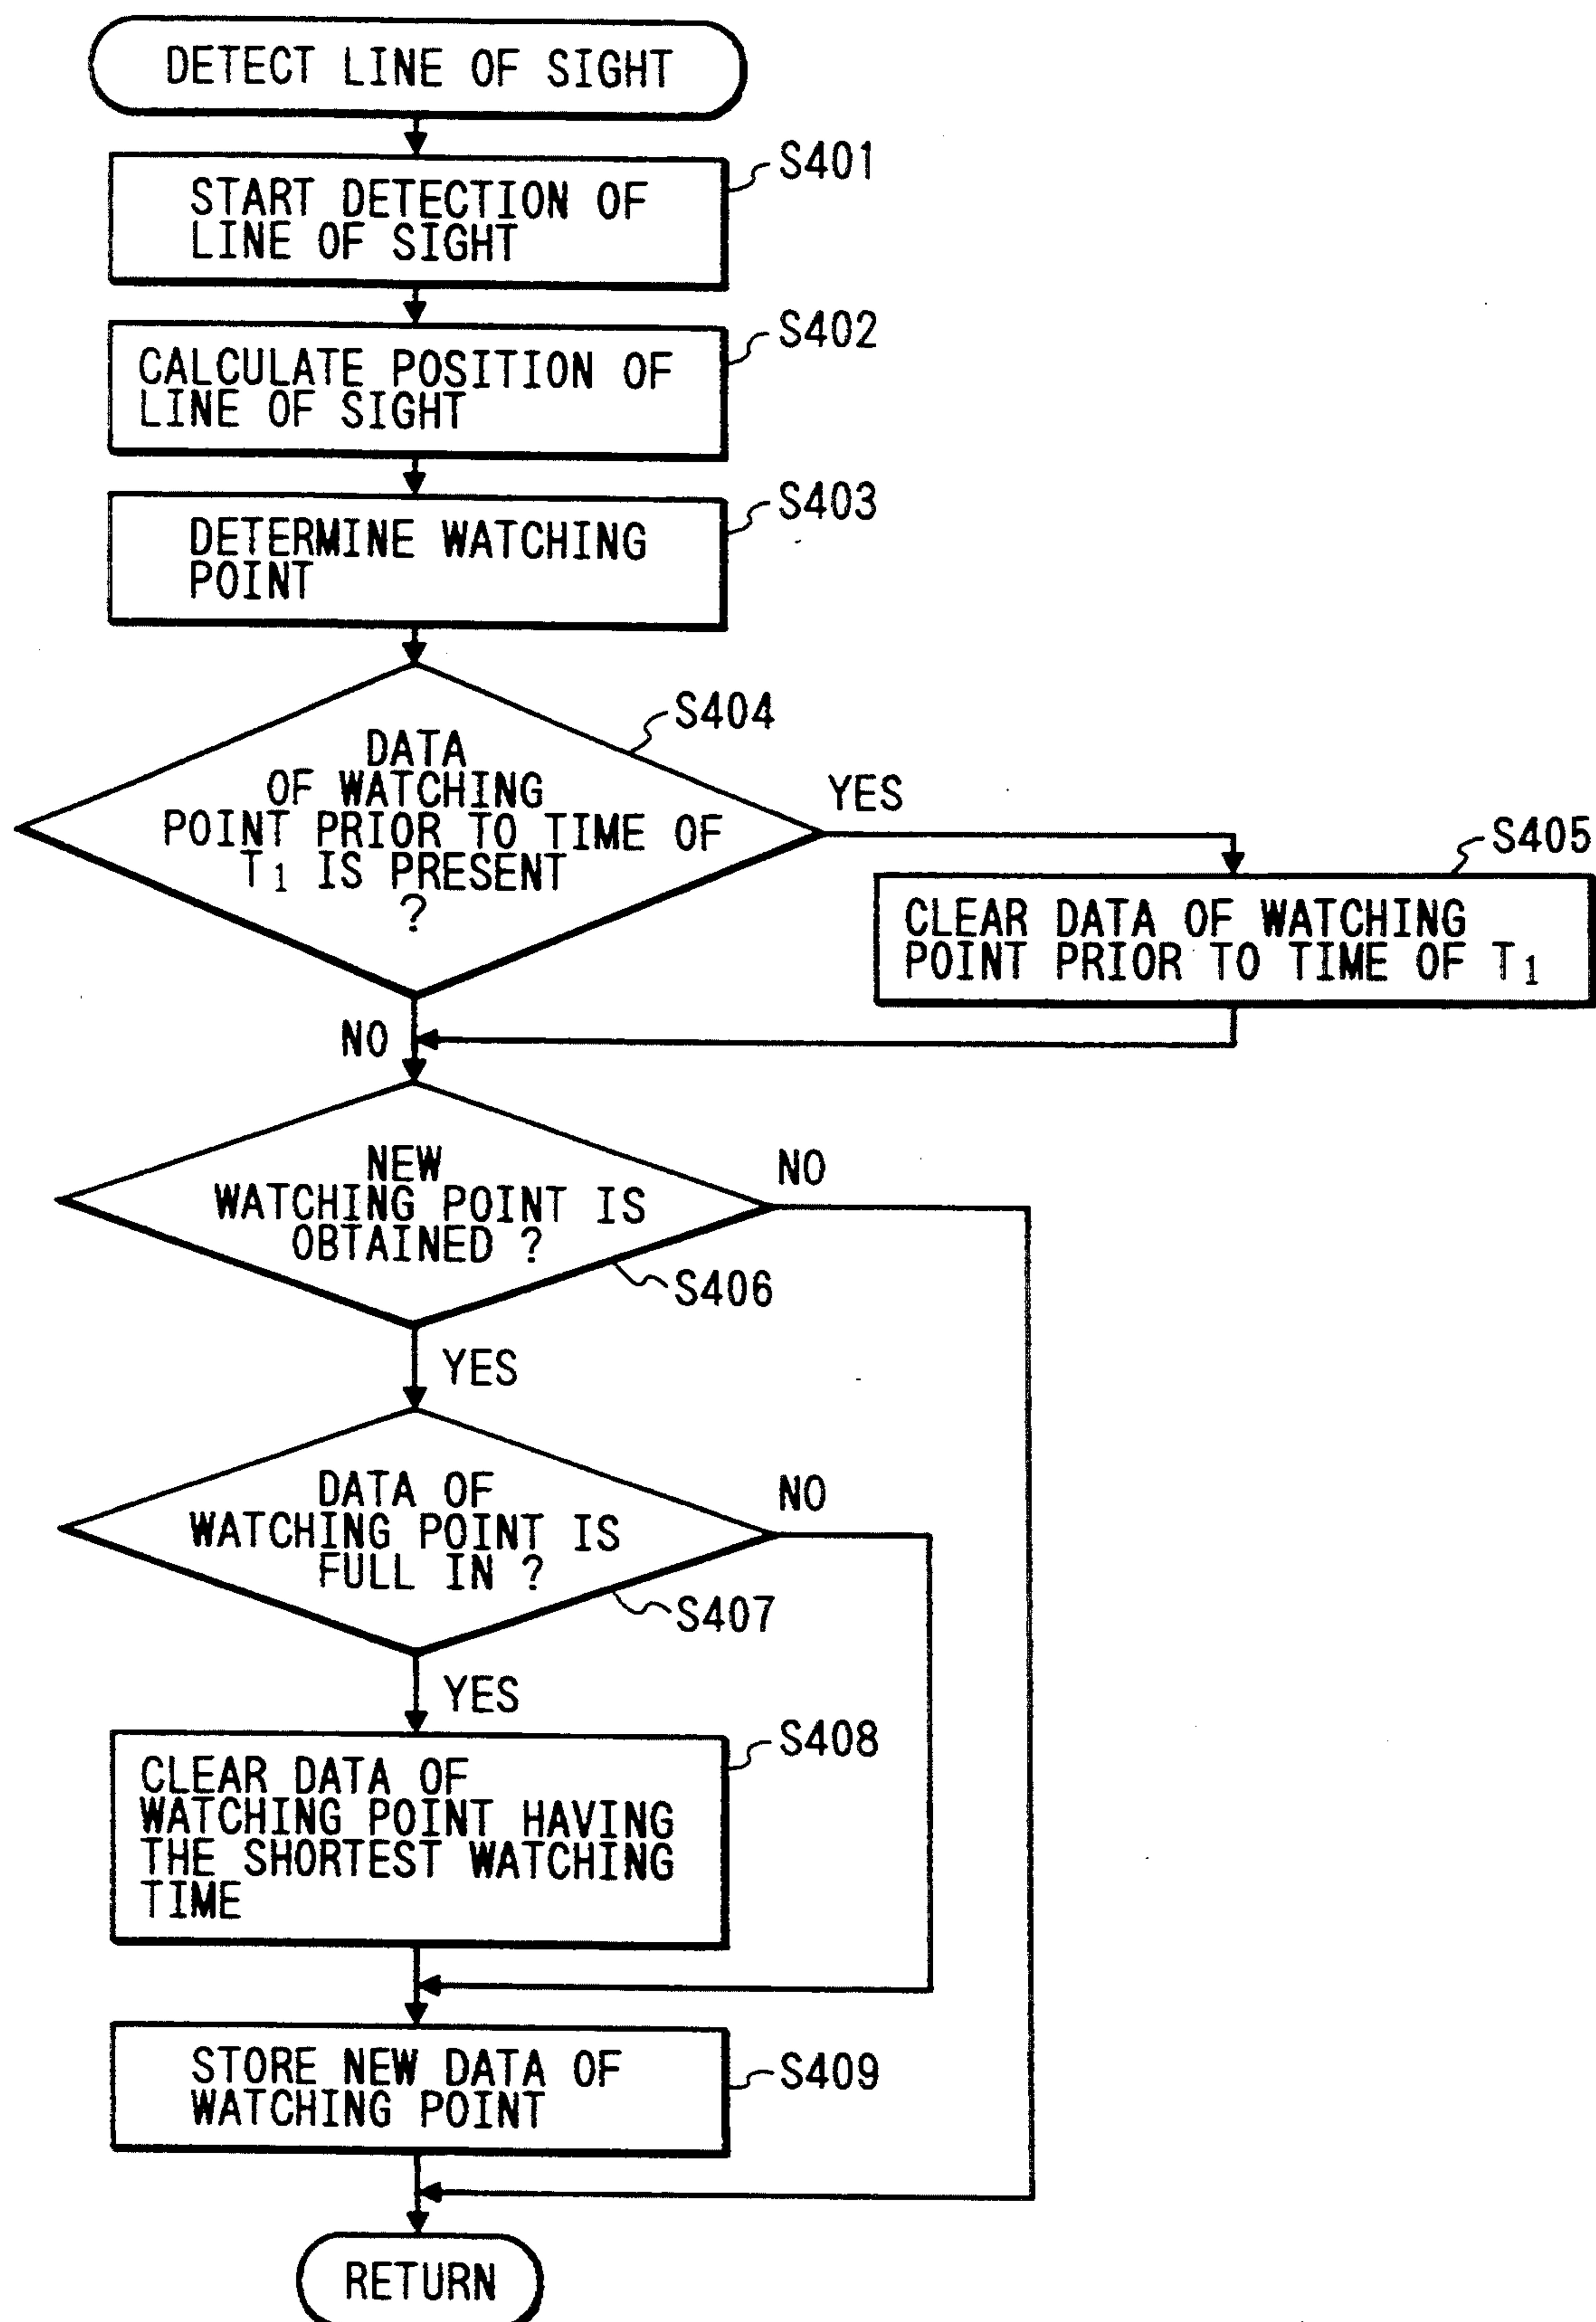 DETECT LINE OF SIGHT
S401
START DETECTION OF
LINE OF SIGHT
S402
CALCULATE POSITION OF
LINE OF SIGHT
S403
DETERMINE WATCHING
POINT
S404
DATA
OF WATCHING
POINT PRIOR TO TIME OF
T1 IS PRESENT
?
YES
S405
CLEAR DATA OF WATCHING
POINT PRIOR TO TIME OF T1
NO
NEW
WATCHING POINT IS
OBTAINED ?
NO
S406
YES
DATA OF
WATCHING POINT IS
FULL IN ?
NO
S407
YES
S408
CLEAR DATA OF
WATCHING POINT HAVING
THE SHORTEST WATCHING
TIME
STORE NEW DATA OF
WATCHING POINT
S409
RETURN